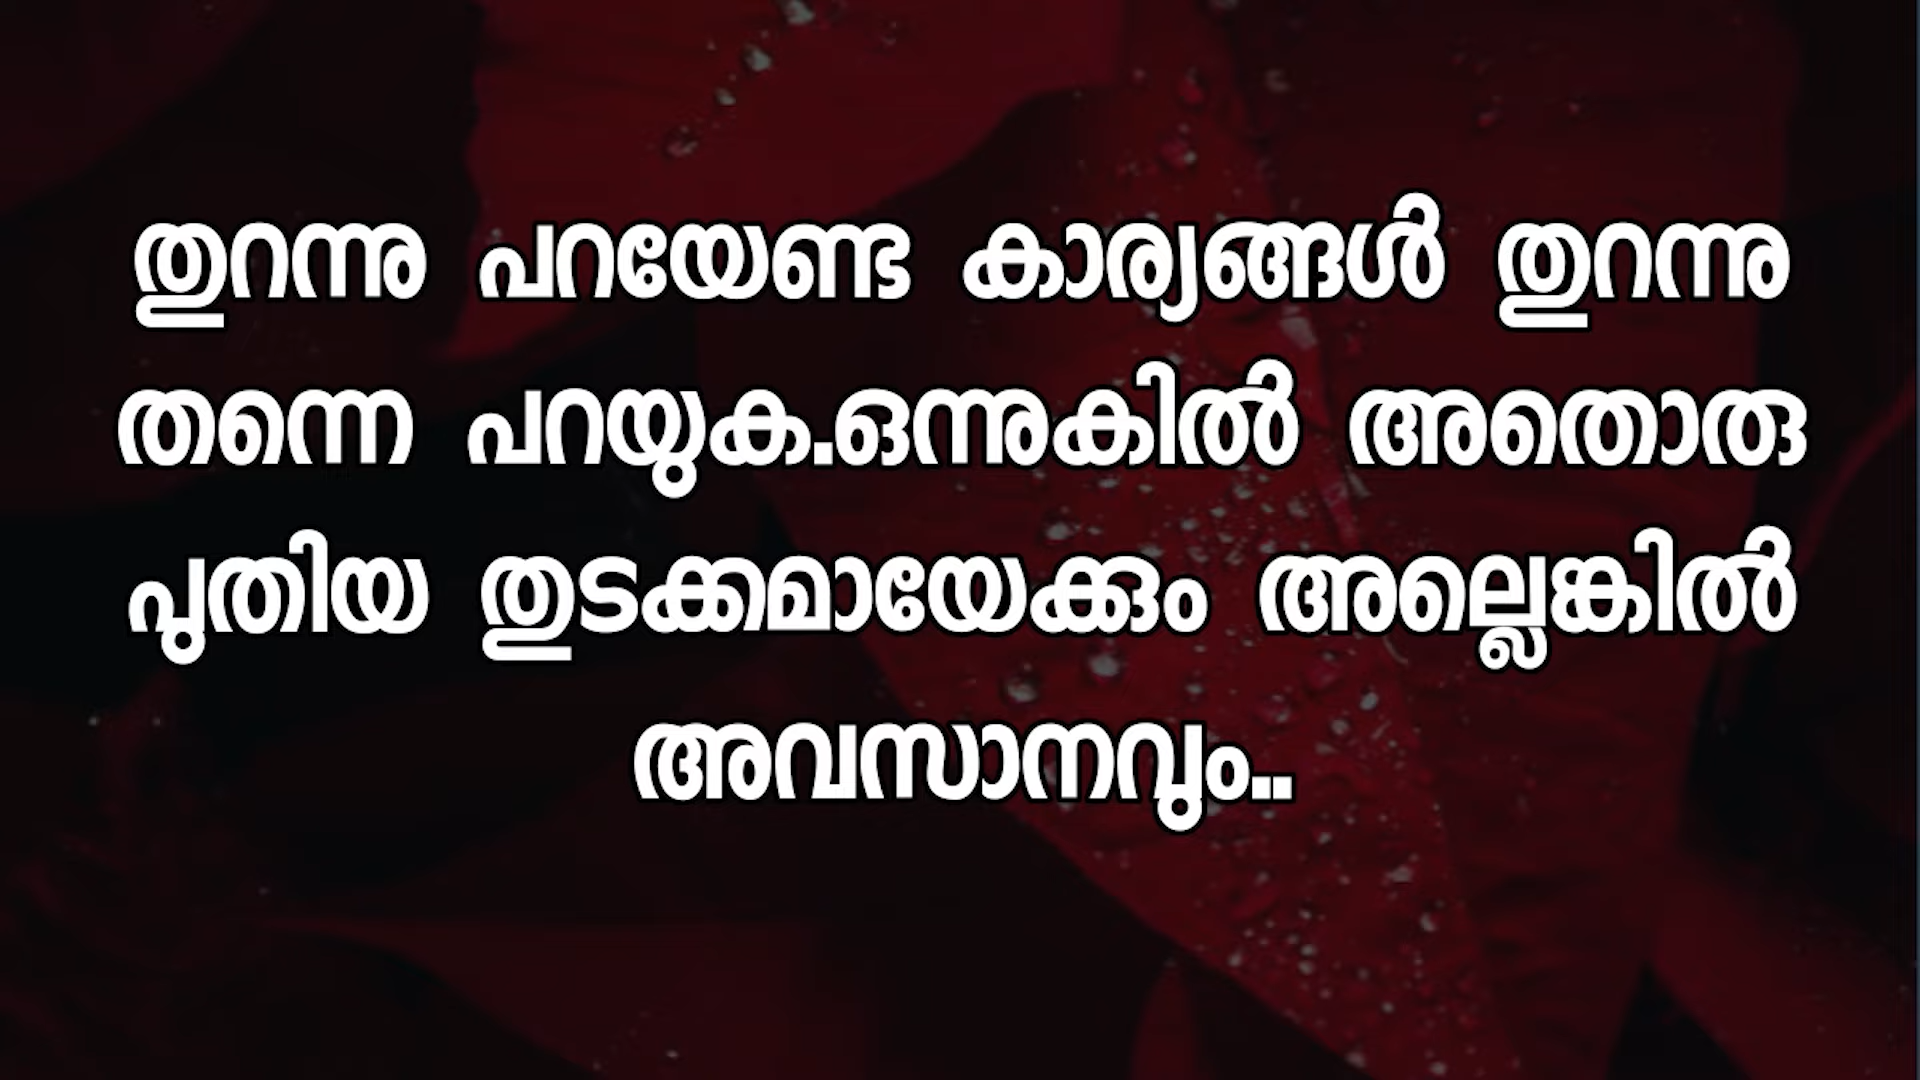 തുറന്നു പറയേണ്ട കാര്യങ്ങൾ തുറന്നു
തന്നെ പറയുക.ഒന്നുകിൽ അതൊരു
പുതിയ തുടക്കമായേക്കും അല്ലെങ്കിൽ
അവസാനവും..